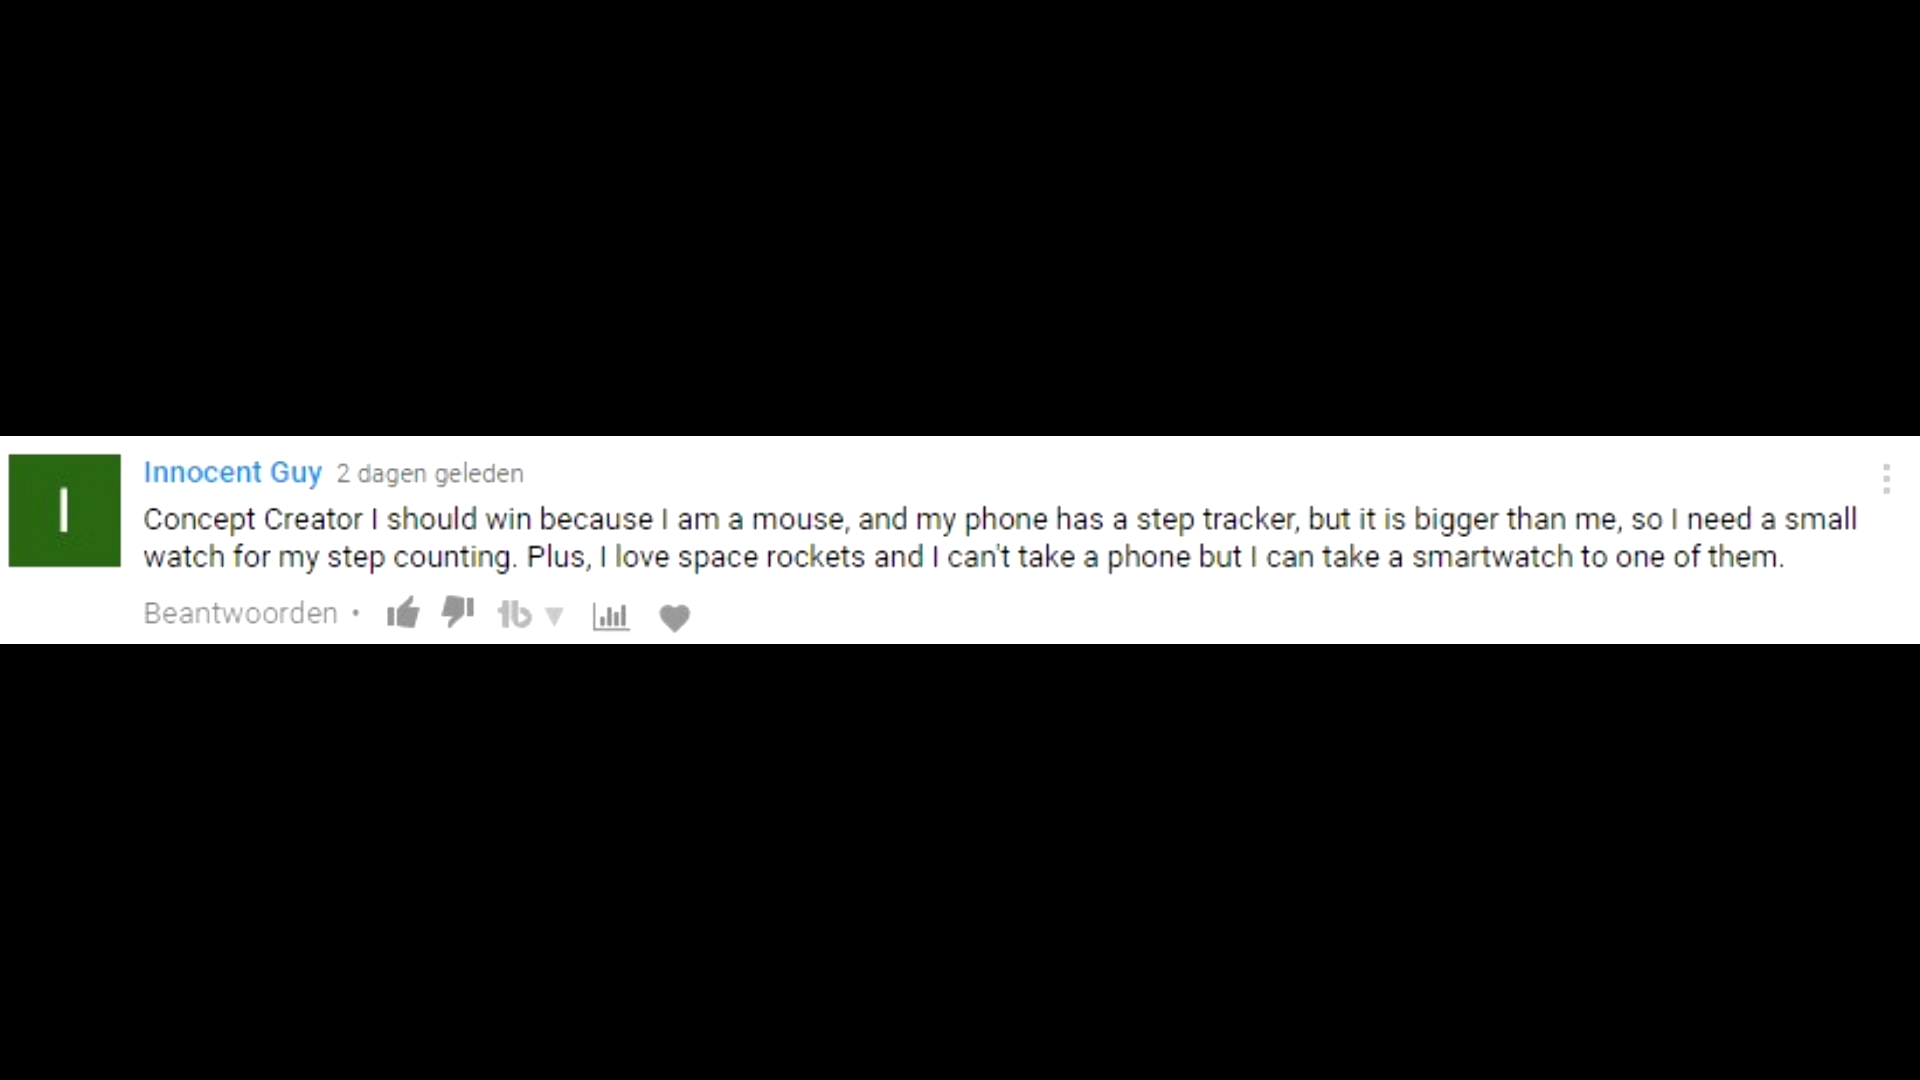 I
Innocent Guy 2 dagen geleden
Concept Creator I should win because I am a mouse, and my phone has a step tracker, but it is bigger than me, so I need a small
watch for my step counting. Plus, I love space rockets and I can't take a phone but I can take a smartwatch to one of them.
Beantwoorden •